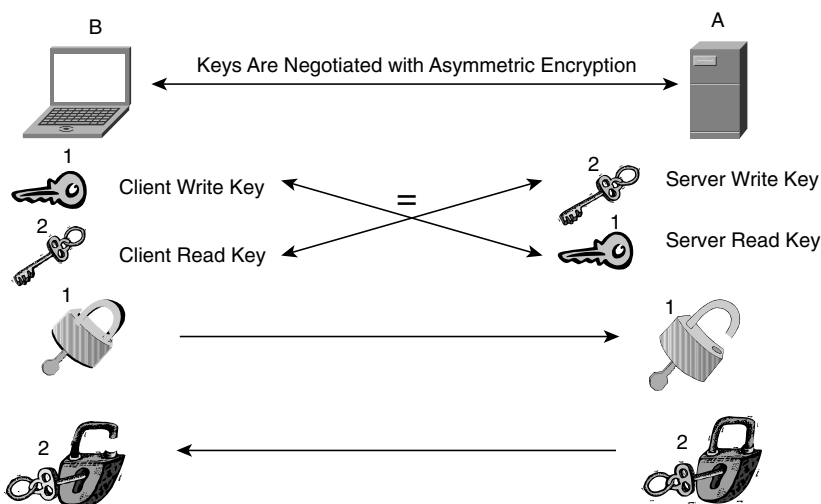 B
A
Keys Are Negotiated with Asymmetric Encryption
1
Client Write Key
2
Server Write Key
=
2
Client Read Key
1
Server Read Key
1
1
2
2